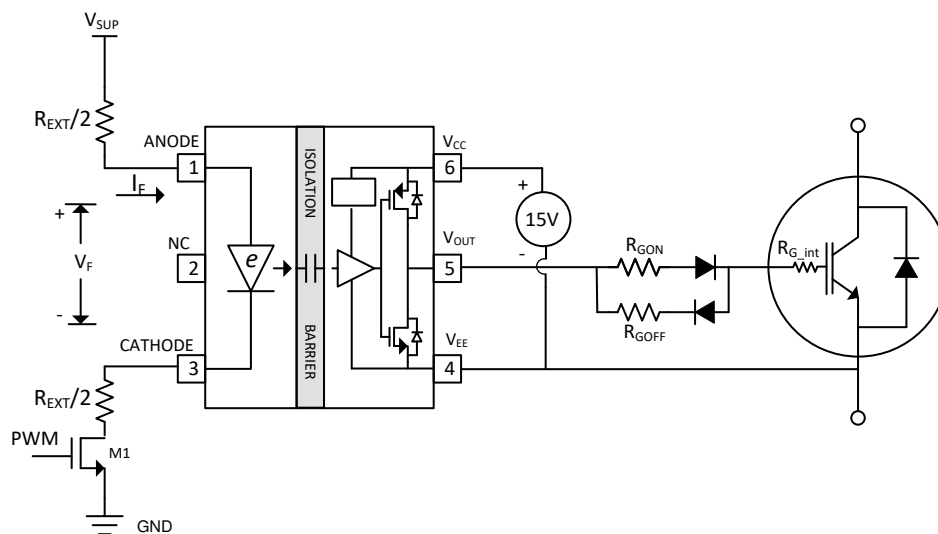 VSUP
REXT/2
ANODE
1
IF
+
VF
-
NC
2
CATHODE
3
REXT/2
PWM
M1
GND
e
ISOLATION
BARRIER
VCC
6
VOUT
5
VEE
4
+
15V
-
RGON
RGOFF
RG_int